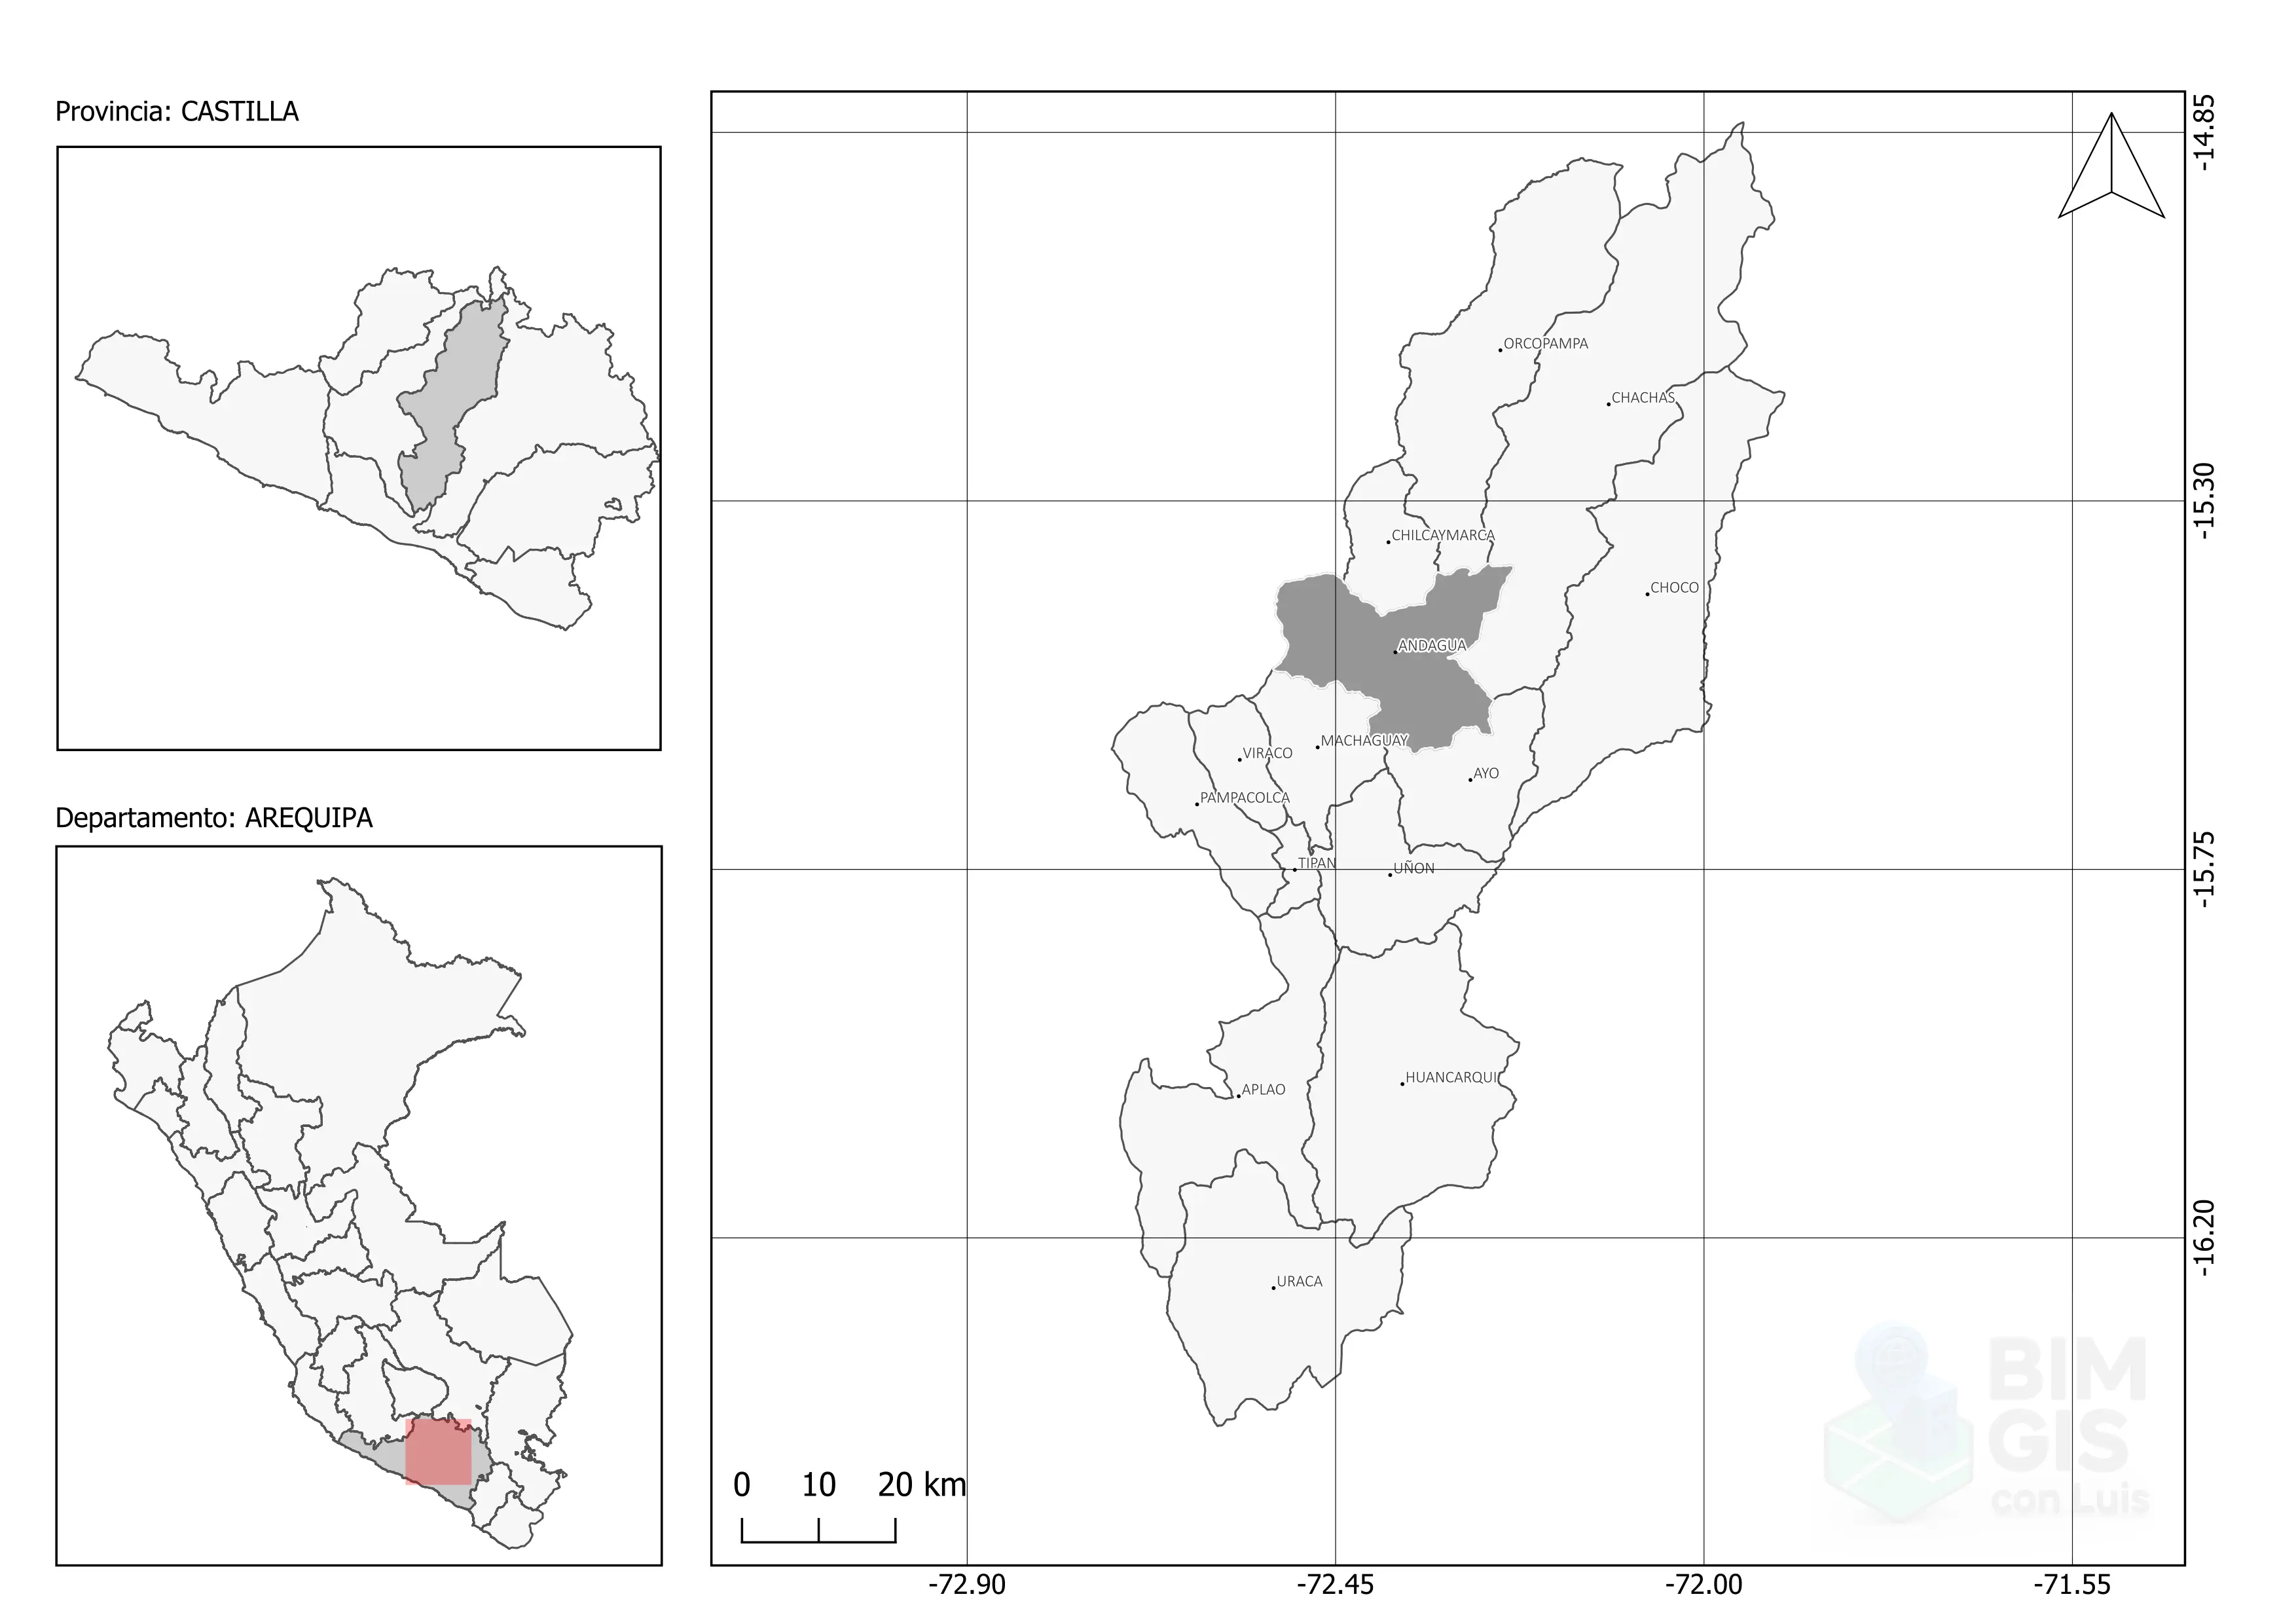 Provincia: CASTILLA
Departamento: AREQUIPA
ORCOPAMPA
CHACHAS
CHILCAYMARCA
CHOCO
ANDAGUA
MACHAGUAY
VIRACO
AYO
PAMPACOLCA
TIPAN
UÑON
HUANCARQUI
APLAO
URACA
-14.85
-15.30
-15.75
-16.20
0 10 20 km
-72.90 -72.45 -72.00 -71.55
BIM
GIS
con Luis